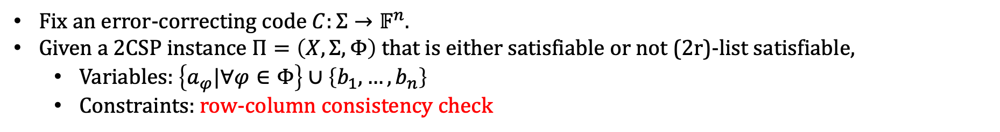 • Fix an error-correcting code 𝐶: Σ → 𝔽ⁿ.
• Given a 2CSP instance Π = (𝑋, Σ, Φ) that is either satisfiable or not (2r)-list satisfiable,
• Variables: {𝑎_𝜑|∀𝜑 ∈ Φ} ∪ {𝑏₁, … , 𝑏ₙ}
• Constraints: row-column consistency check